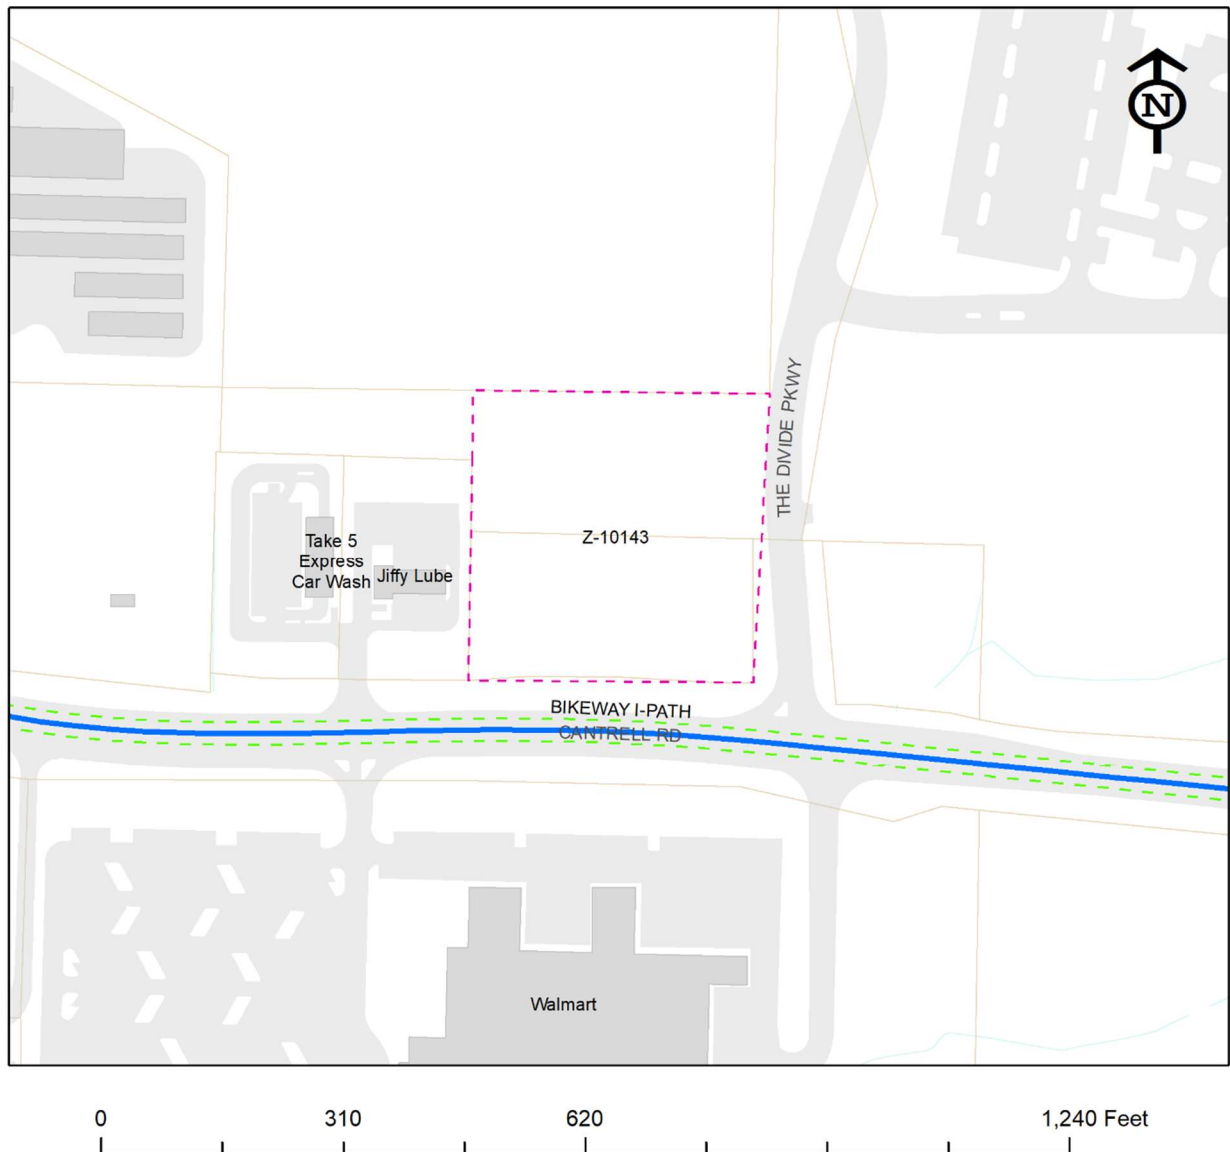 N
THE DIVIDE PKWY
Z-10143
Take 5
Express
Car Wash
Jiffy Lube
BIKEWAY I-PATH
CANTRELL RD
Walmart
0 310 620 1,240 Feet